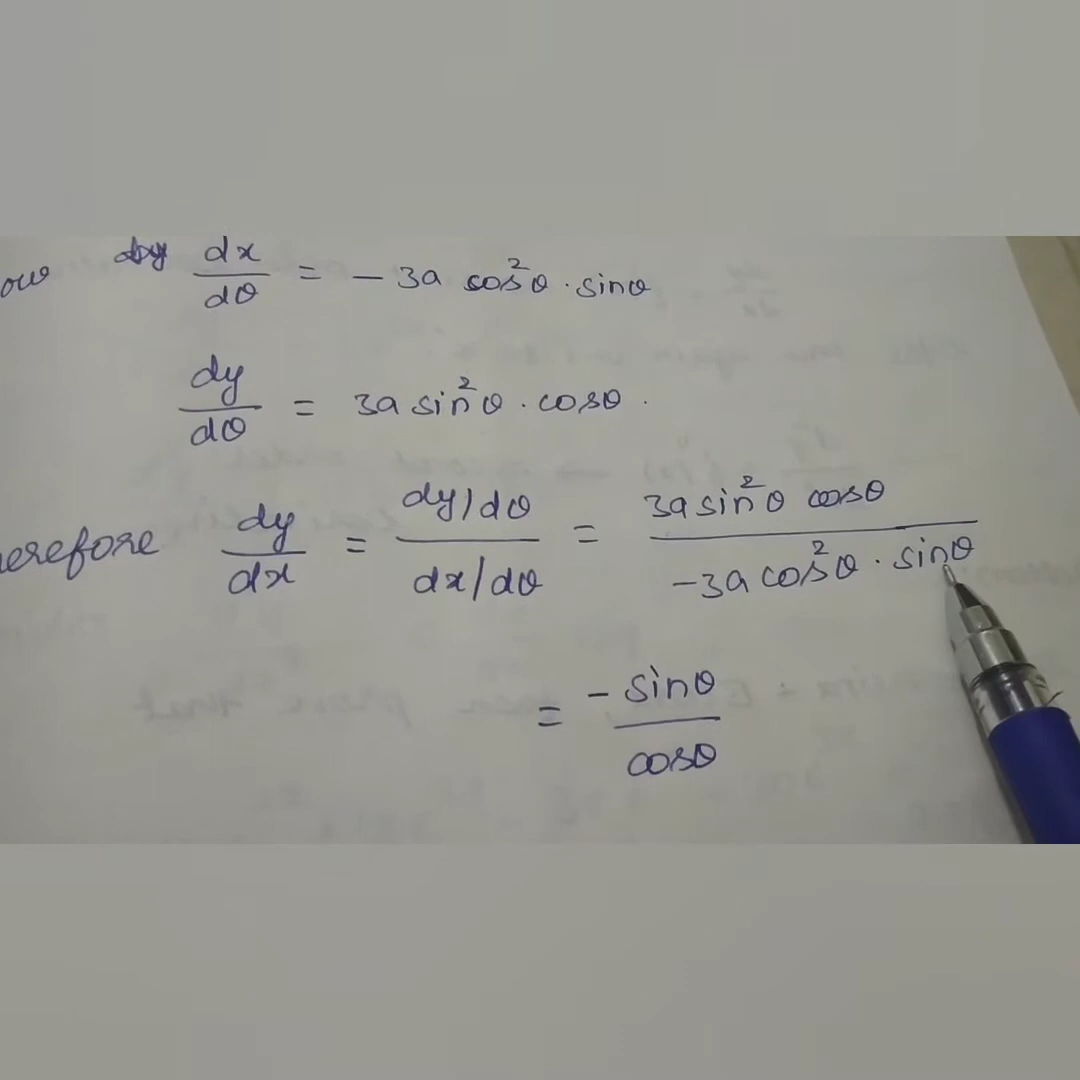 dx/dθ = - 3a cos²θ · sinθ
dy/dθ = 3a sin²θ · cosθ ·
dy/dx = (dy/dθ)/(dx/dθ) = (3a sin²θ cosθ)/(-3a cos²θ · sinθ)
= (- sinθ)/(cosθ)